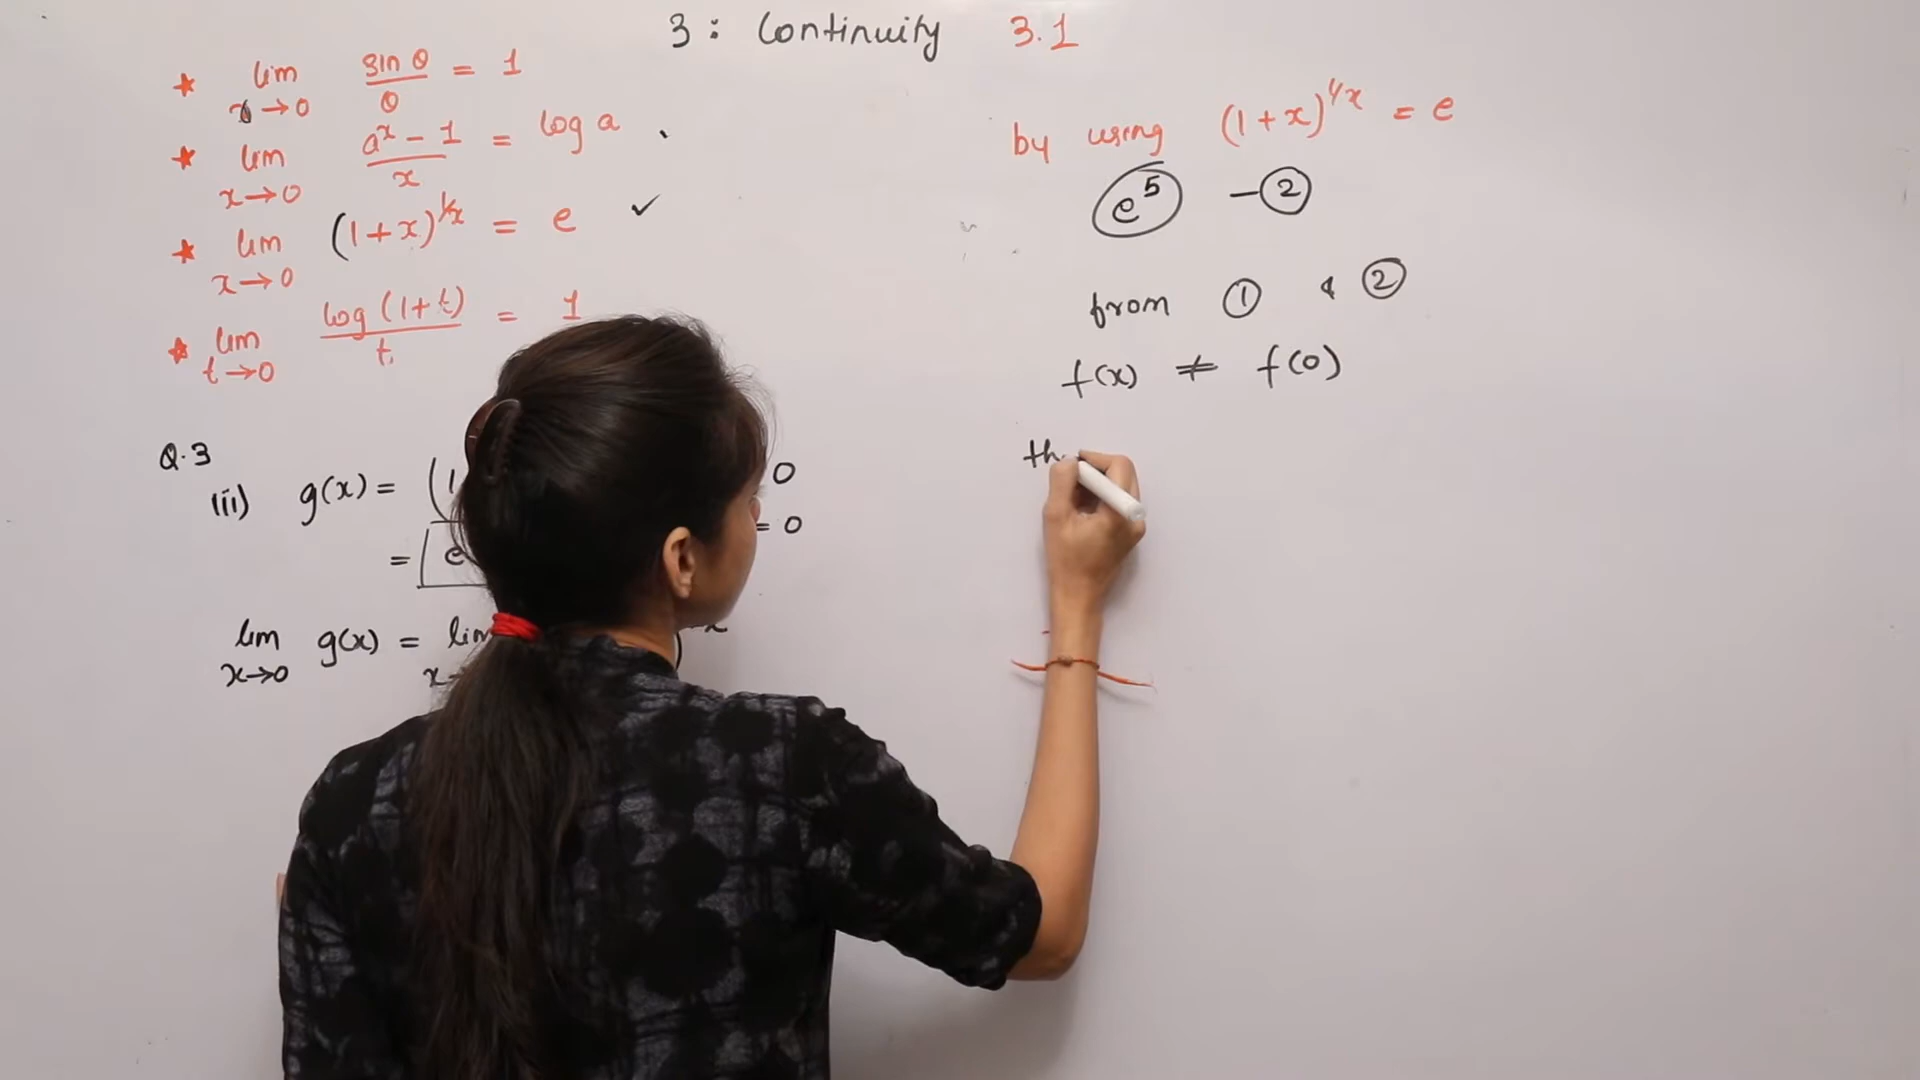 3 : Continuity 3.1
★ lim x→0 sin θ / θ = 1
★ lim x→0 a^x - 1 / x = log a
★ lim x→0 (1+x)^1/x = e ✓
★ lim t→0 log (1+t) / t = 1
Q.3
(ii) g(x) = (1 0
= e = 0
lim x→0 g(x) = lim x→
by using (1+x)^1/x = e
e^5 - ②
from ① & ②
f(x) ≠ f(0)